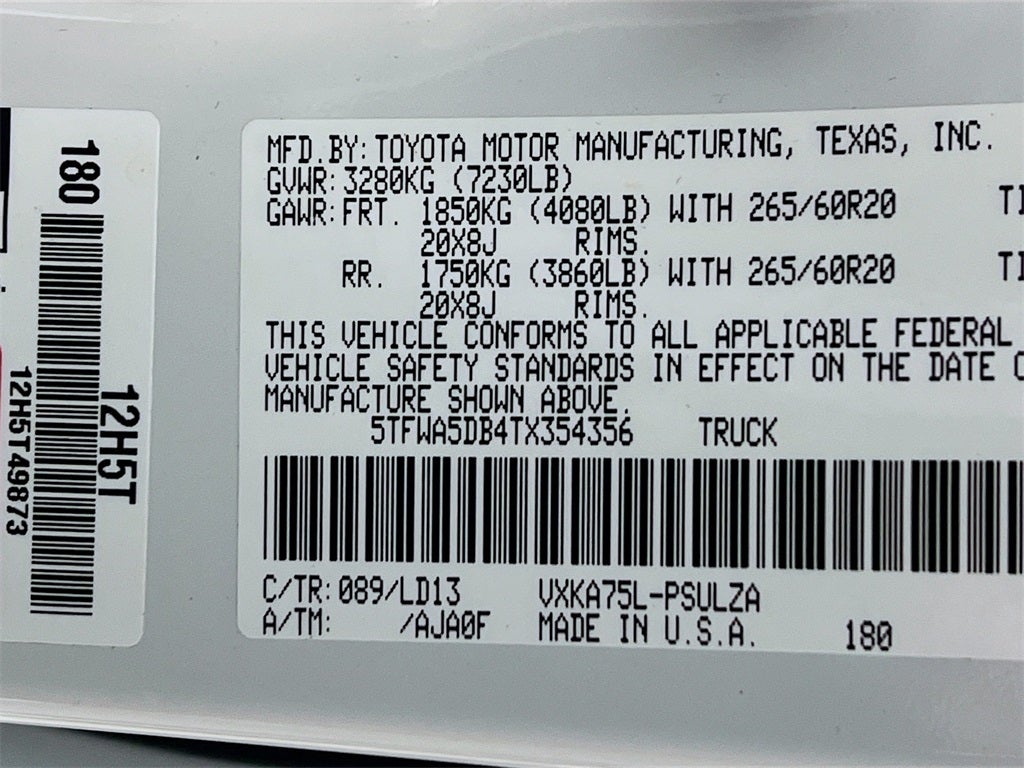 180
12H5T
12H5T49873
MFD.BY: TOYOTA MOTOR MANUFACTURING, TEXAS, INC.
GVWR: 3280KG (7230LB)
GAWR: FRT. 1850KG (4080LB) WITH 265/60R20
20X8J RIMS.
RR. 1750KG (3860LB) WITH 265/60R20
20X8J RIMS.
THIS VEHICLE CONFORMS TO ALL APPLICABLE FEDERAL
VEHICLE SAFETY STANDARDS IN EFFECT ON THE DATE
MANUFACTURE SHOWN ABOVE.
5TFWA5DB4TX354356 TRUCK
C/TR: 089/LD13 VXKA75L-PSULZA
A/TM: /AJA0F MADE IN U.S.A. 180